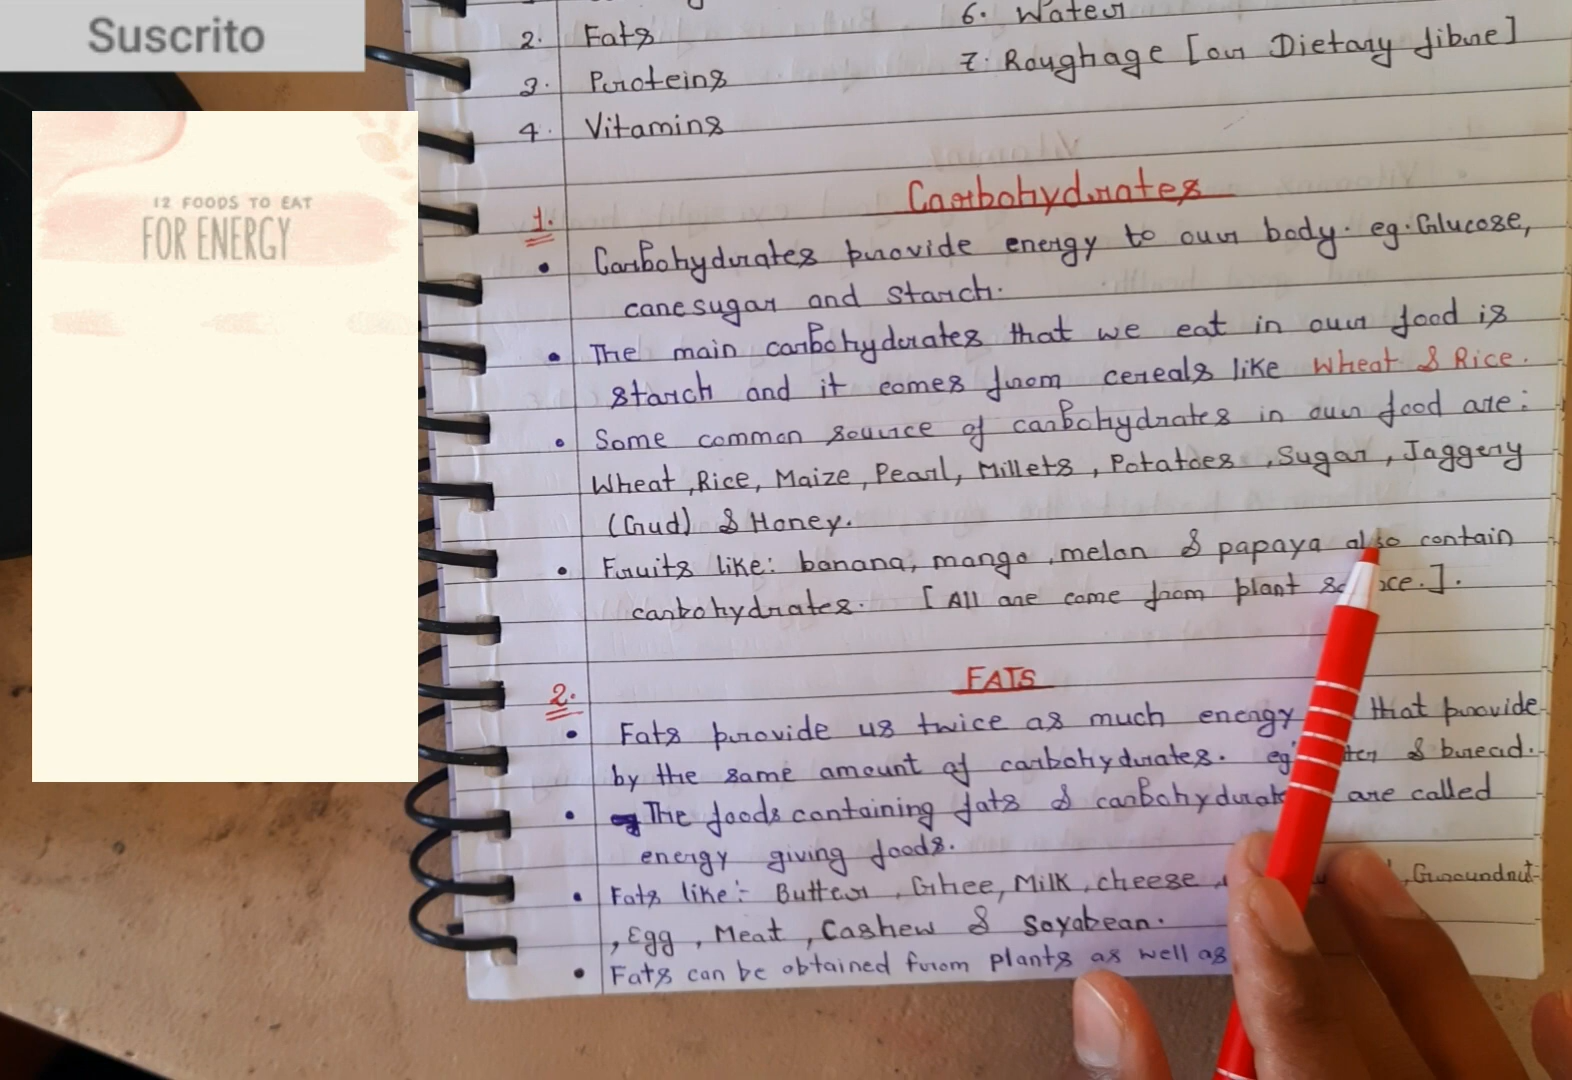 Suscrito
12 FOODS TO EAT
FOR ENERGY
2. Fats
3. Proteins
4. Vitamins
6. Water
7. Roughage [or Dietary fibre]
1. Carbohydrates
• Carbohydrates provide energy to our body. eg. Glucose,
cane sugar and starch.
• The main carbohydrates that we eat in our food is
starch and it comes from cereals like Wheat & Rice.
• Some common source of carbohydrates in our food are:
Wheat, Rice, Maize, Pearl, Millets, Potatoes, Sugar, Jaggery
(Gud) & Honey.
• Fruits like: banana, mango, melon & papaya also contain
carbohydrates. [All are come from plant
2. FATS
• Fats provide us twice as much energy that provide
by the same amount of carbohydrates. eg & bread.
• The foods containing fats & are called
energy giving foods.
• Fats like:- Butter, Ghee, Milk, cheese, , Groundnut
, Egg, Meat, Cashew & Soyabean.
• Fats can be obtained from plants as well as